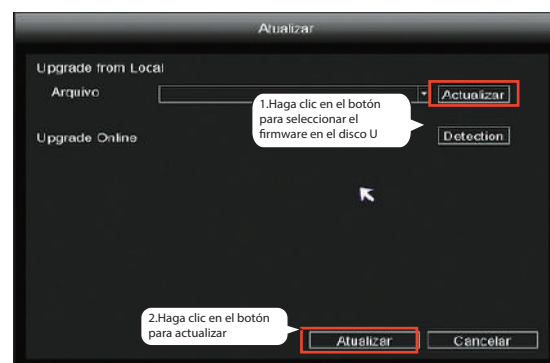 Atualizar
Upgrade from Local
Arquivo
Actualizar
1.Haga clic en el botón
para seleccionar el
firmware en el disco U
Upgrade Online
Detection
2.Haga clic en el botón
para actualizar
Atualizar
Cancelar